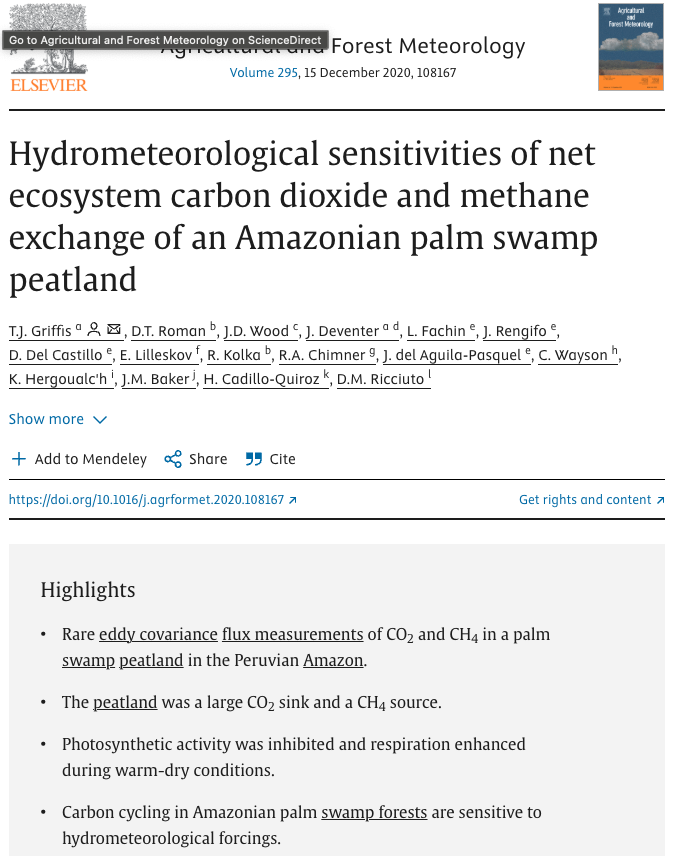 Go to Agricultural and Forest Meteorology on ScienceDirect
Agricultural and Forest Meteorology
Agricultural
and
Forest Meteorology
ELSEVIER
Volume 295, 15 December 2020, 108167
Hydrometeorological sensitivities of net
ecosystem carbon dioxide and methane
exchange of an Amazonian palm swamp
peatland
T.J. Griffis a, D.T. Roman b, J.D. Wood c, J. Deventer a d, L. Fachin e, J. Rengifo e,
D. Del Castillo e, E. Lilleskov f, R. Kolka b, R.A. Chimner g, J. del Aguila-Pasquel e, C. Wayson h,
K. Hergoualc'h i, J.M. Baker j, H. Cadillo-Quiroz k, D.M. Ricciuto l
Show more
Add to Mendeley Share Cite
https://doi.org/10.1016/j.agrformet.2020.108167 Get rights and content
Highlights
• Rare eddy covariance flux measurements of CO2 and CH4 in a palm
swamp peatland in the Peruvian Amazon.
• The peatland was a large CO2 sink and a CH4 source.
• Photosynthetic activity was inhibited and respiration enhanced
during warm-dry conditions.
• Carbon cycling in Amazonian palm swamp forests are sensitive to
hydrometeorological forcings.